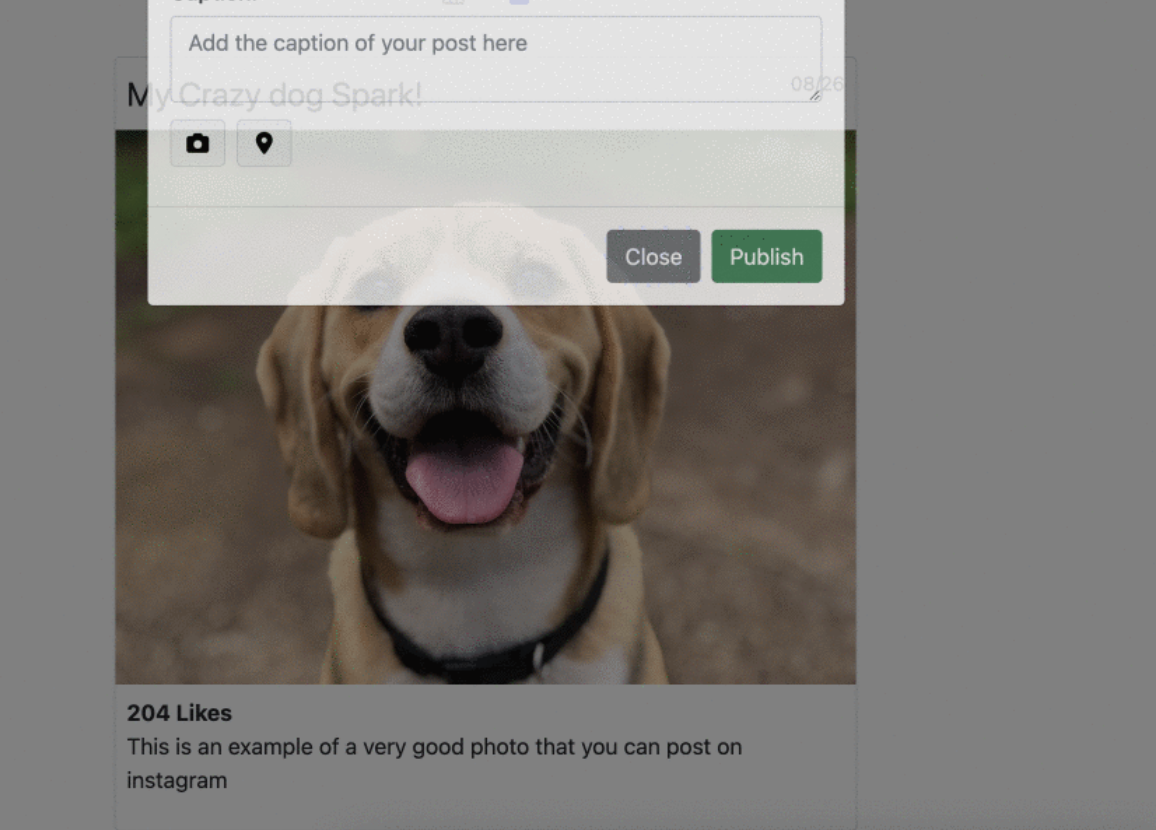 Caption:
Add the caption of your post here
My Crazy dog Spark!
08/26
Close
Publish
204 Likes
This is an example of a very good photo that you can post on
instagram